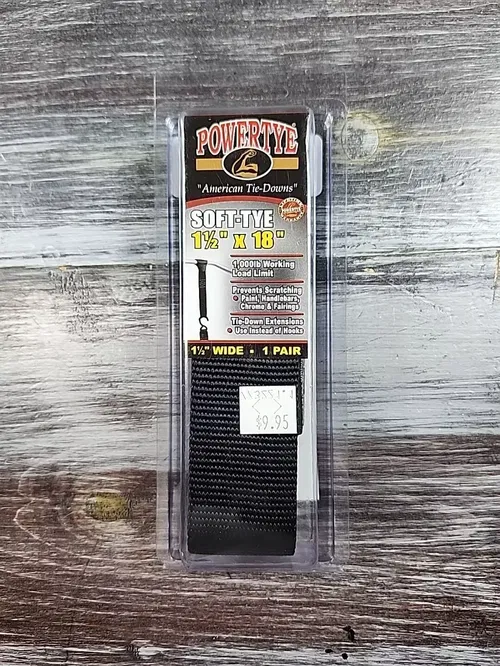 POWERTYE
"American Tie-Downs"
SOFT-TYE
1½" X 18"
1,000lb Working
Load Limit
Prevents Scratching
• Paint, Handlebars,
Chrome & Fairings
Tie-Down Extensions
• Use Instead of Hooks
1½" WIDE • 1 PAIR
$9.95